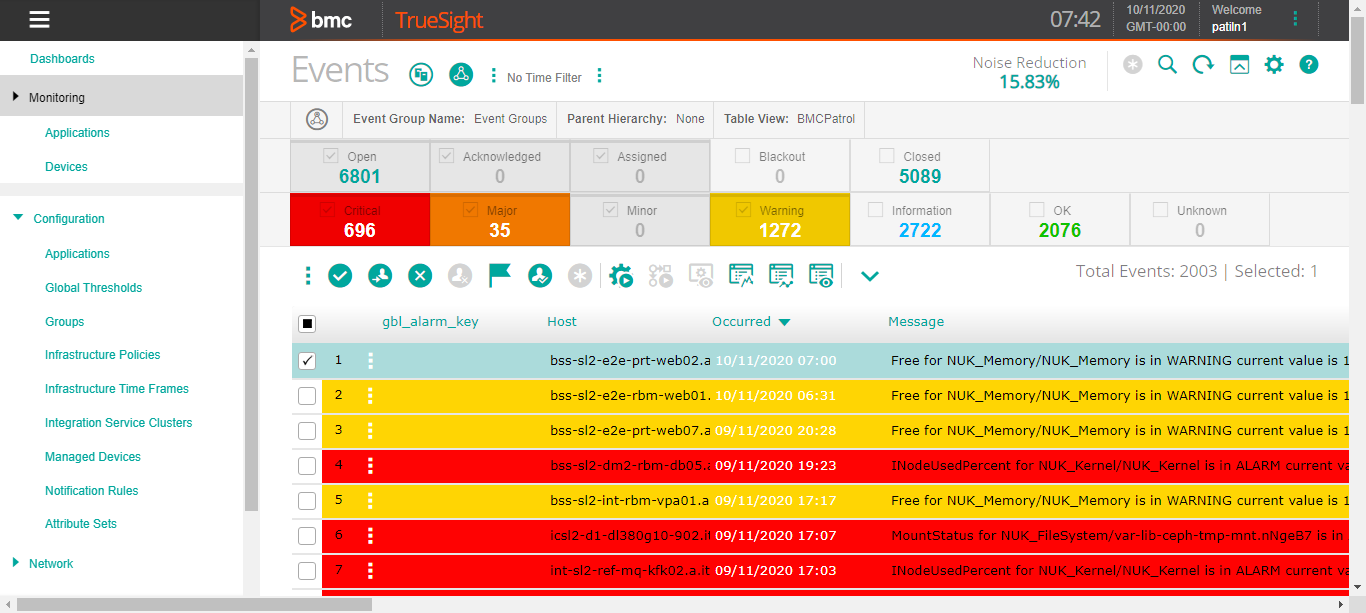 bmc TrueSight 07:42 10/11/2020 GMT-00:00 Welcome patiln1
Dashboards
Monitoring
Applications
Devices
Configuration
Applications
Global Thresholds
Groups
Infrastructure Policies
Infrastructure Time Frames
Integration Service Clusters
Managed Devices
Notification Rules
Attribute Sets
Network
Events No Time Filter Noise Reduction
15.83%
Event Group Name: Event Groups Parent Hierarchy: None Table View: BMCPatrol
Open Acknowledged Assigned Blackout Closed
6801 0 0 0 5089
Critical Major Minor Warning Information OK Unknown
696 35 0 1272 2722 2076 0
Total Events: 2003 | Selected: 1
gbl_alarm_key Host Occurred Message
1 bss-sl2-e2e-prt-web02.a 10/11/2020 07:00 Free for NUK_Memory/NUK_Memory is in WARNING current value is 1
2 bss-sl2-e2e-rbm-web01. 10/11/2020 06:31 Free for NUK_Memory/NUK_Memory is in WARNING current value is 1
3 bss-sl2-e2e-prt-web07.a 09/11/2020 20:28 Free for NUK_Memory/NUK_Memory is in WARNING current value is 1
4 bss-sl2-dm2-rbm-db05.a 09/11/2020 19:23 INodeUsedPercent for NUK_Kernel/NUK_Kernel is in ALARM current va
5 bss-sl2-int-rbm-vpa01.a 09/11/2020 17:17 Free for NUK_Memory/NUK_Memory is in WARNING current value is 1
6 icsl2-d1-dl380g10-902.it 09/11/2020 17:07 MountStatus for NUK_FileSystem/var-lib-ceph-tmp-mnt.nNgeB7 is in
7 int-sl2-ref-mq-kfk02.a.it 09/11/2020 17:03 INodeUsedPercent for NUK_Kernel/NUK_Kernel is in ALARM current va